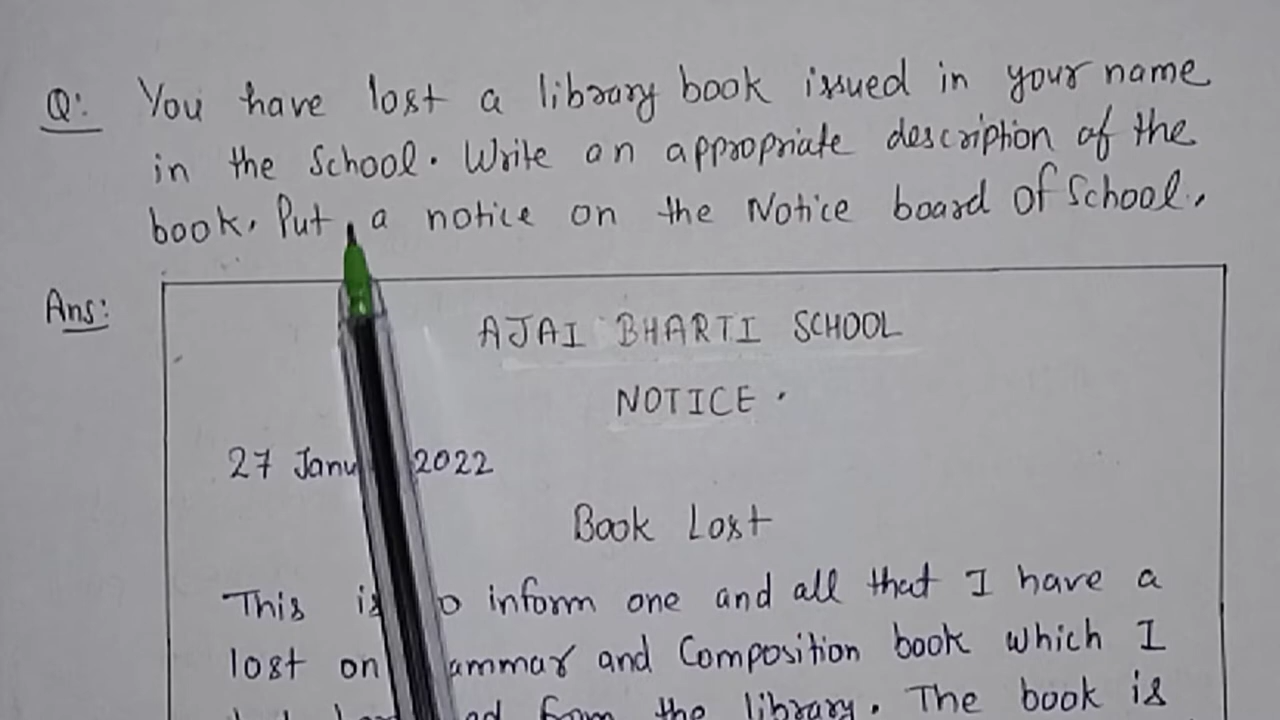 Q: You have lost a library book issued in your name
in the School. Write an appropriate description of the
book. Put a notice on the Notice board of School.
Ans:
AJAI BHARTI SCHOOL
NOTICE.
27 2022
Book Lost
This inform one and all that I have a
lost on and Composition book which I
from the library. The book is